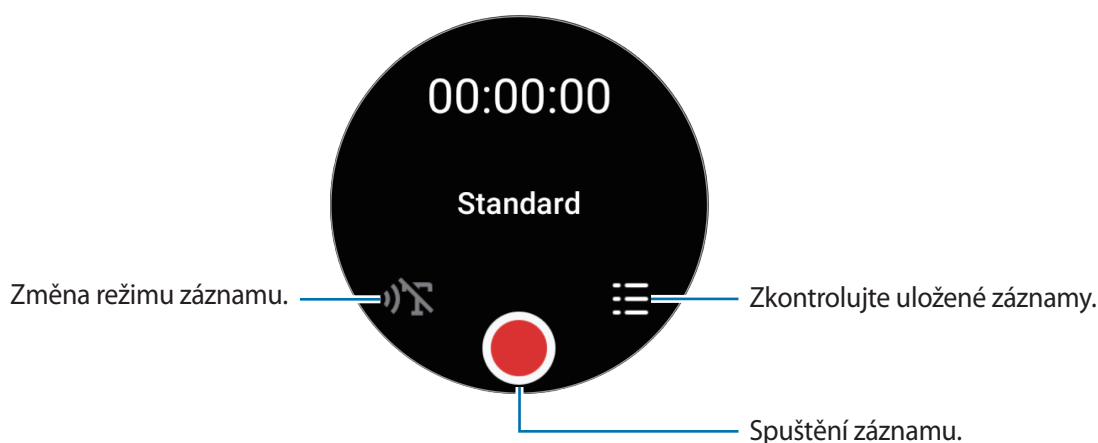 00:00:00
Standard
Změna režimu záznamu.
Zkontrolujte uložené záznamy.
Spuštění záznamu.